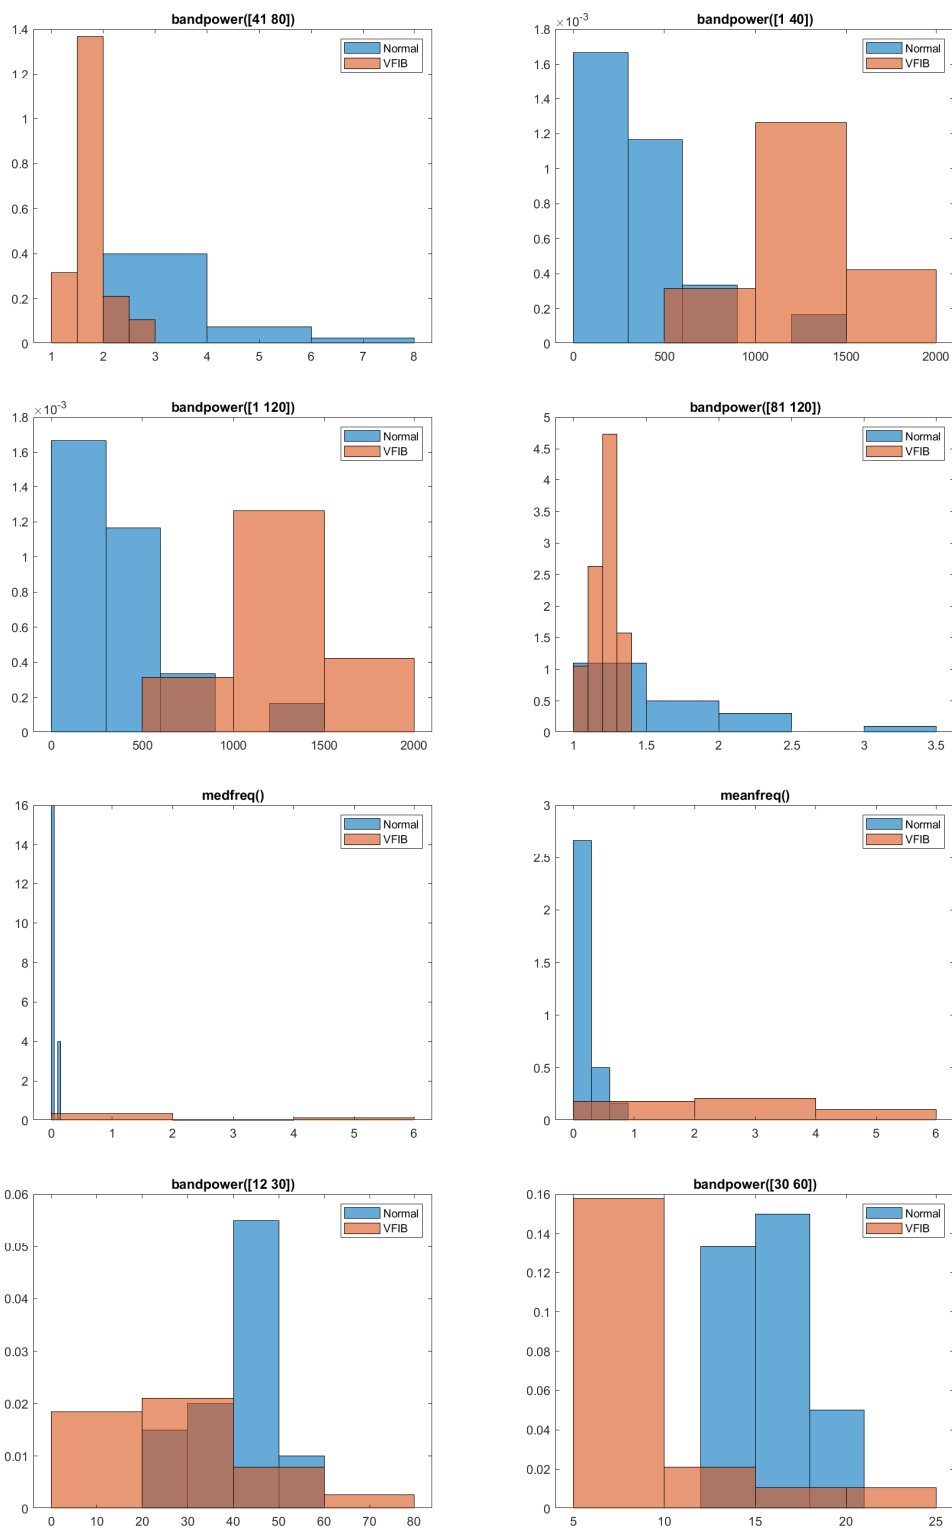 bandpower([41 80])
1.4
1.2
1
0.8
0.6
0.4
0.2
0
1 2 3 4 5 6 7 8
Normal
VFIB
bandpower([1 40])
×10-3
1.8
1.6
1.4
1.2
1
0.8
0.6
0.4
0.2
0
0 500 1000 1500 2000
Normal
VFIB
bandpower([1 120])
×10-3
1.8
1.6
1.4
1.2
1
0.8
0.6
0.4
0.2
0
0 500 1000 1500 2000
Normal
VFIB
bandpower([81 120])
5
4.5
4
3.5
3
2.5
2
1.5
1
0.5
0
1 1.5 2 2.5 3 3.5
Normal
VFIB
medfreq()
16
14
12
10
8
6
4
2
0
0 1 2 3 4 5 6
Normal
VFIB
meanfreq()
3
2.5
2
1.5
1
0.5
0
0 1 2 3 4 5 6
Normal
VFIB
bandpower([12 30])
0.06
0.05
0.04
0.03
0.02
0.01
0
0 10 20 30 40 50 60 70 80
Normal
VFIB
bandpower([30 60])
0.16
0.14
0.12
0.1
0.08
0.06
0.04
0.02
0
5 10 15 20 25
Normal
VFIB